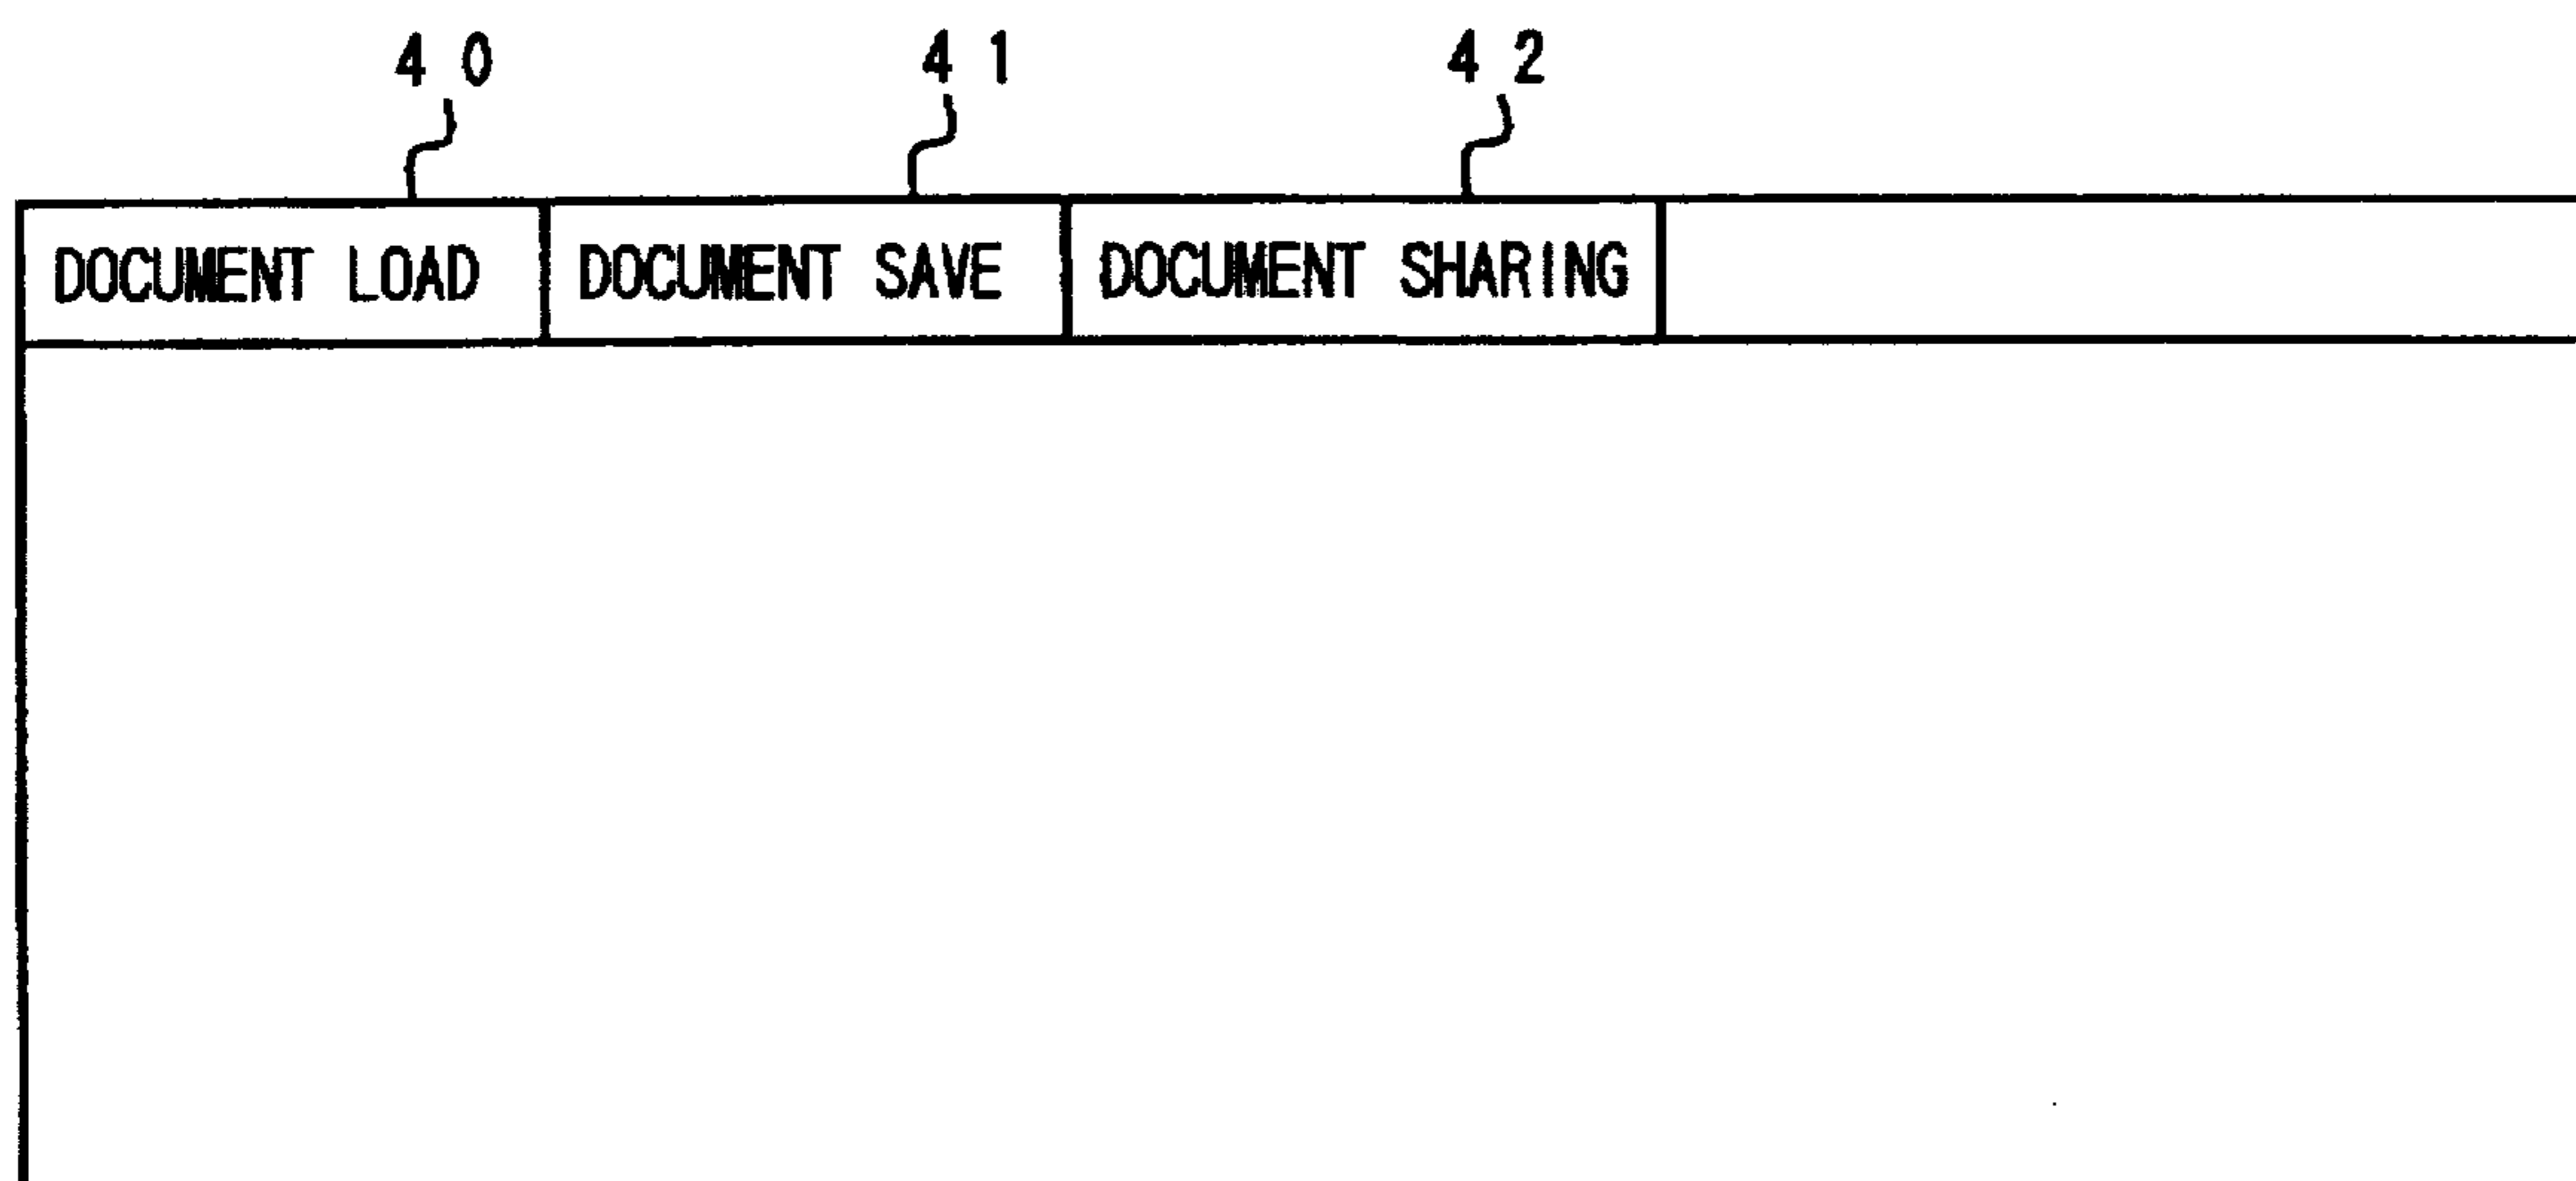 40 41 42
DOCUMENT LOAD DOCUMENT SAVE DOCUMENT SHARING